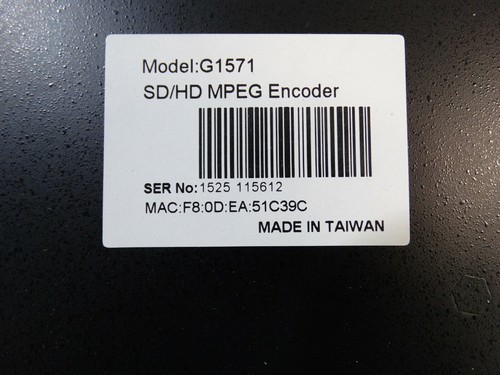 Model:G1571
SD/HD MPEG Encoder
SER No:1525 115612
MAC:F8:0D:EA:51C39C
MADE IN TAIWAN